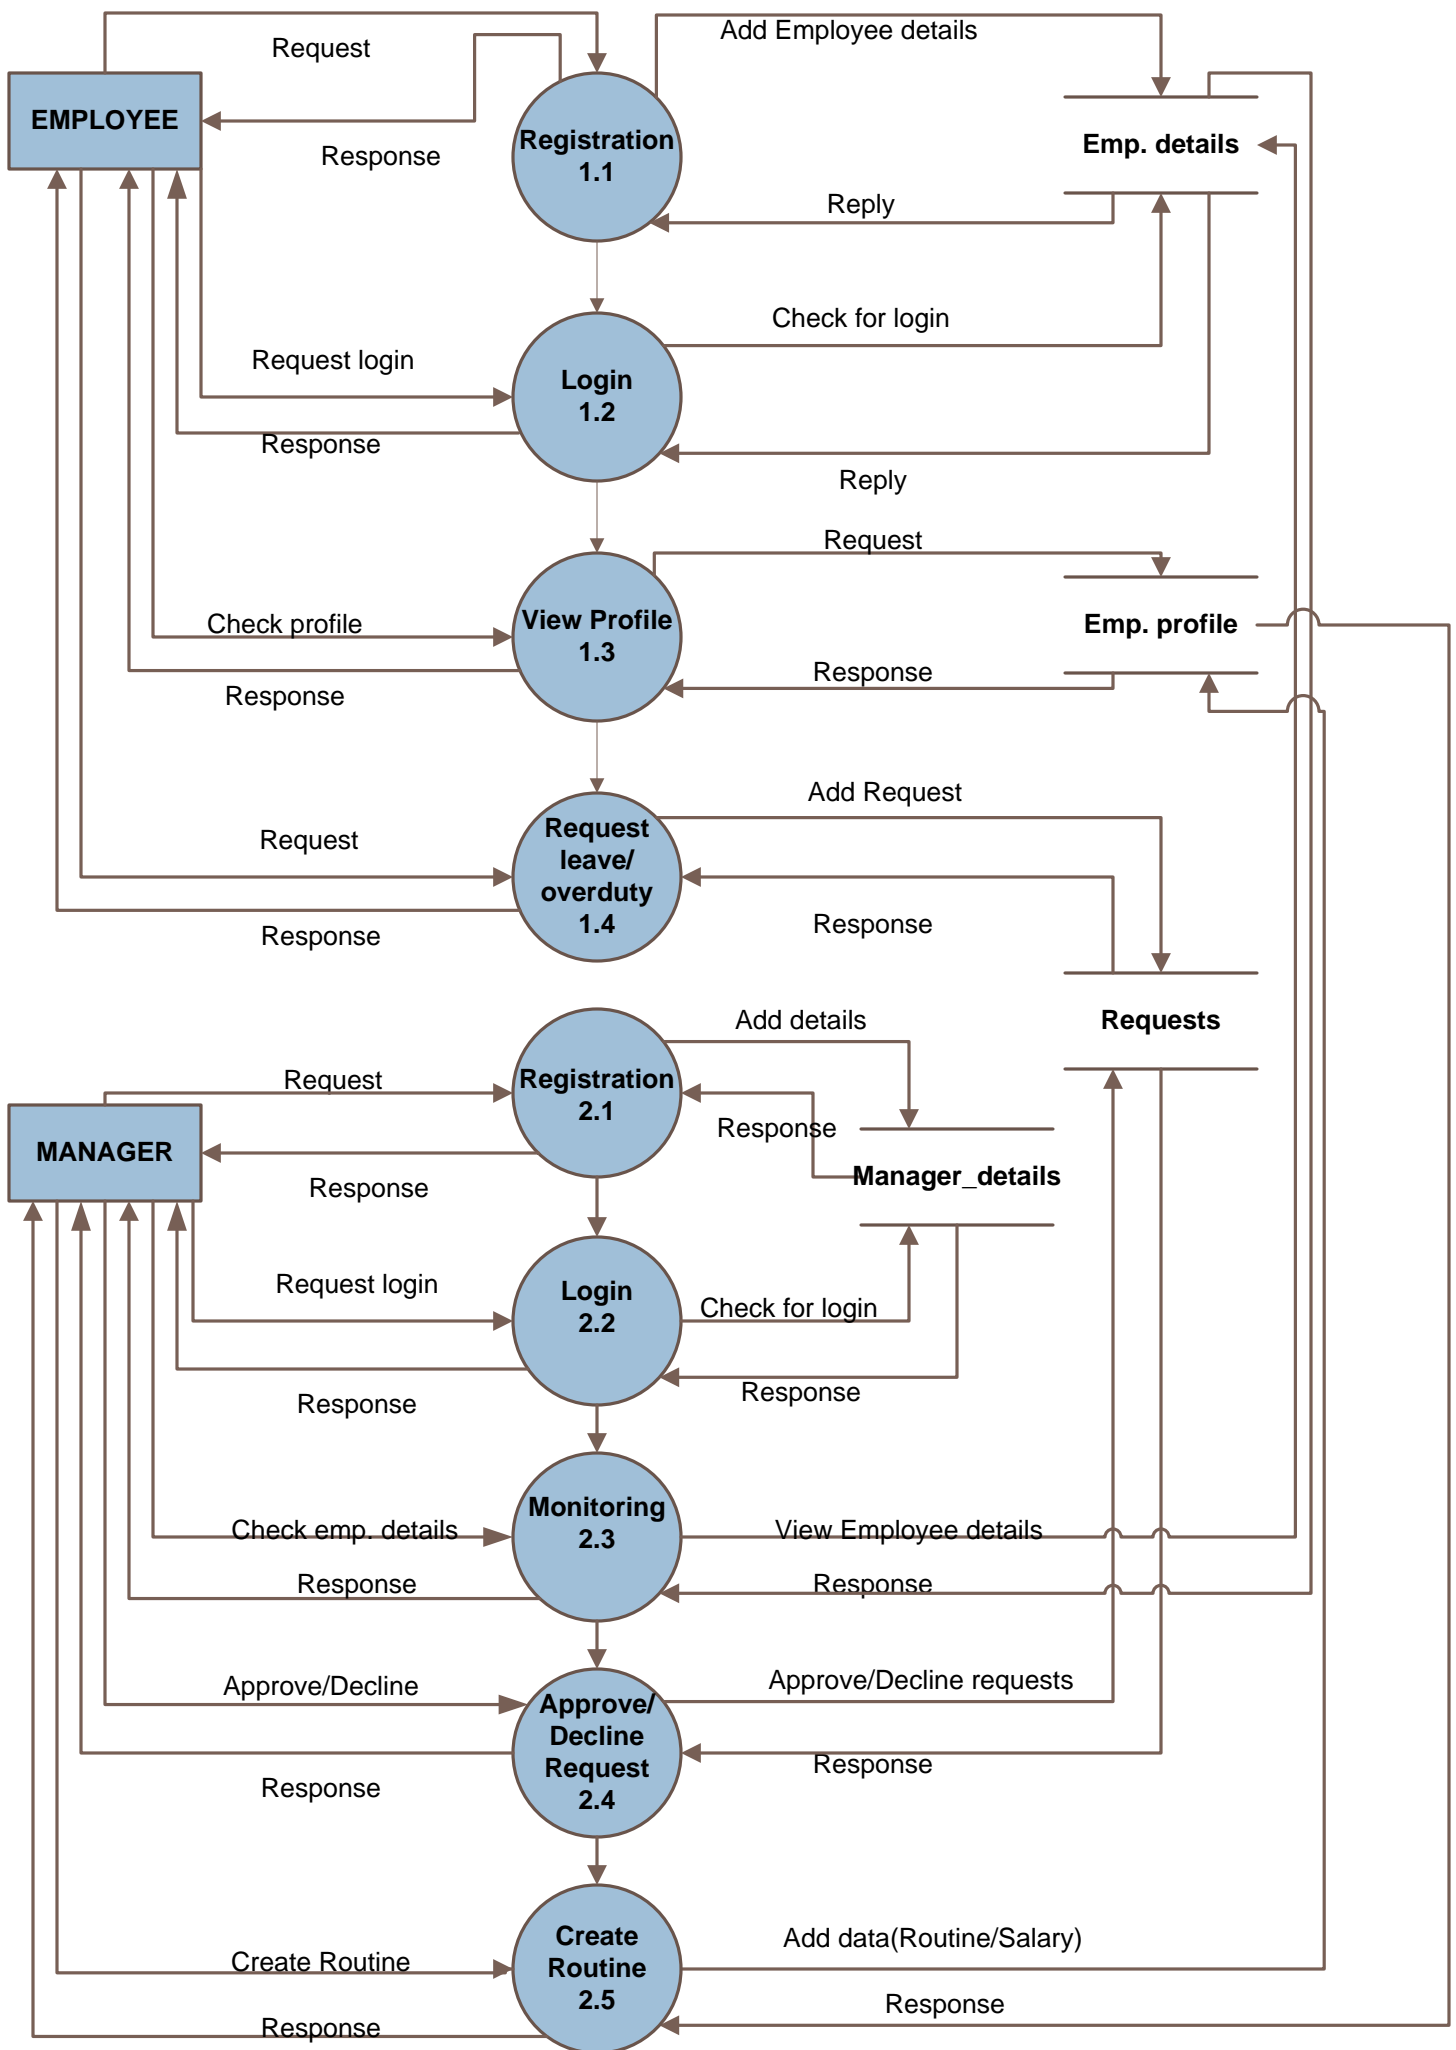 Add Employee details
Request
EMPLOYEE
Registration
1.1
Emp. details
Response
Reply
Check for login
Request login
Login
1.2
Response
Reply
Request
Check profile
View Profile
1.3
Emp. profile
Response
Response
Add Request
Request
Request
leave/
overduty
1.4
Response
Response
Add details
Requests
Request
Registration
2.1
Response
MANAGER
Manager_details
Response
Request login
Login
2.2
Check for login
Response
Response
Monitoring
2.3
Check emp. details
View Employee details
Response
Response
Approve/Decline
Approve/Decline requests
Approve/
Decline
Request
2.4
Response
Response
Create
Routine
2.5
Add data(Routine/Salary)
Create Routine
Response
Response